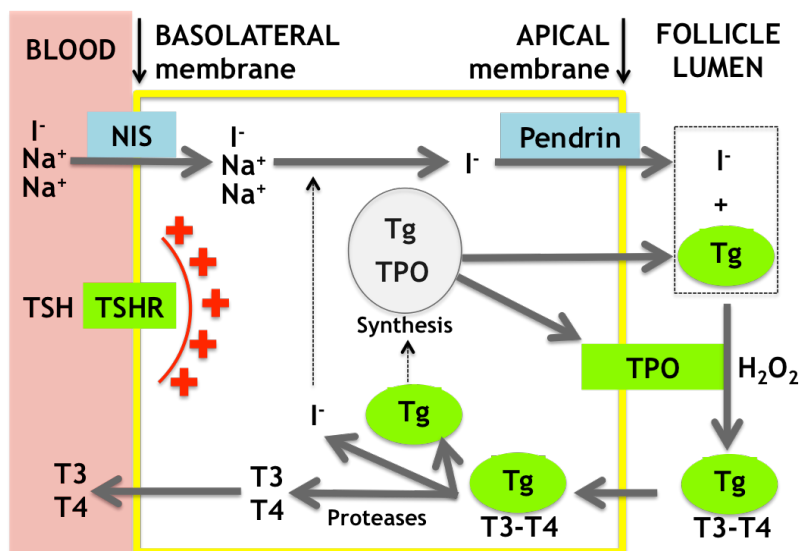 BLOOD
BASOLATERAL
membrane
APICAL
membrane
FOLLICLE
LUMEN
I⁻
Na⁺
Na⁺
NIS
I⁻
Na⁺
Na⁺
I⁻
Pendrin
I⁻
+
Tg
Tg
TPO
Synthesis
TSH
TSHR
TPO
H₂O₂
I⁻
Tg
T3
T4
T3
T4
Proteases
Tg
T3-T4
Tg
T3-T4